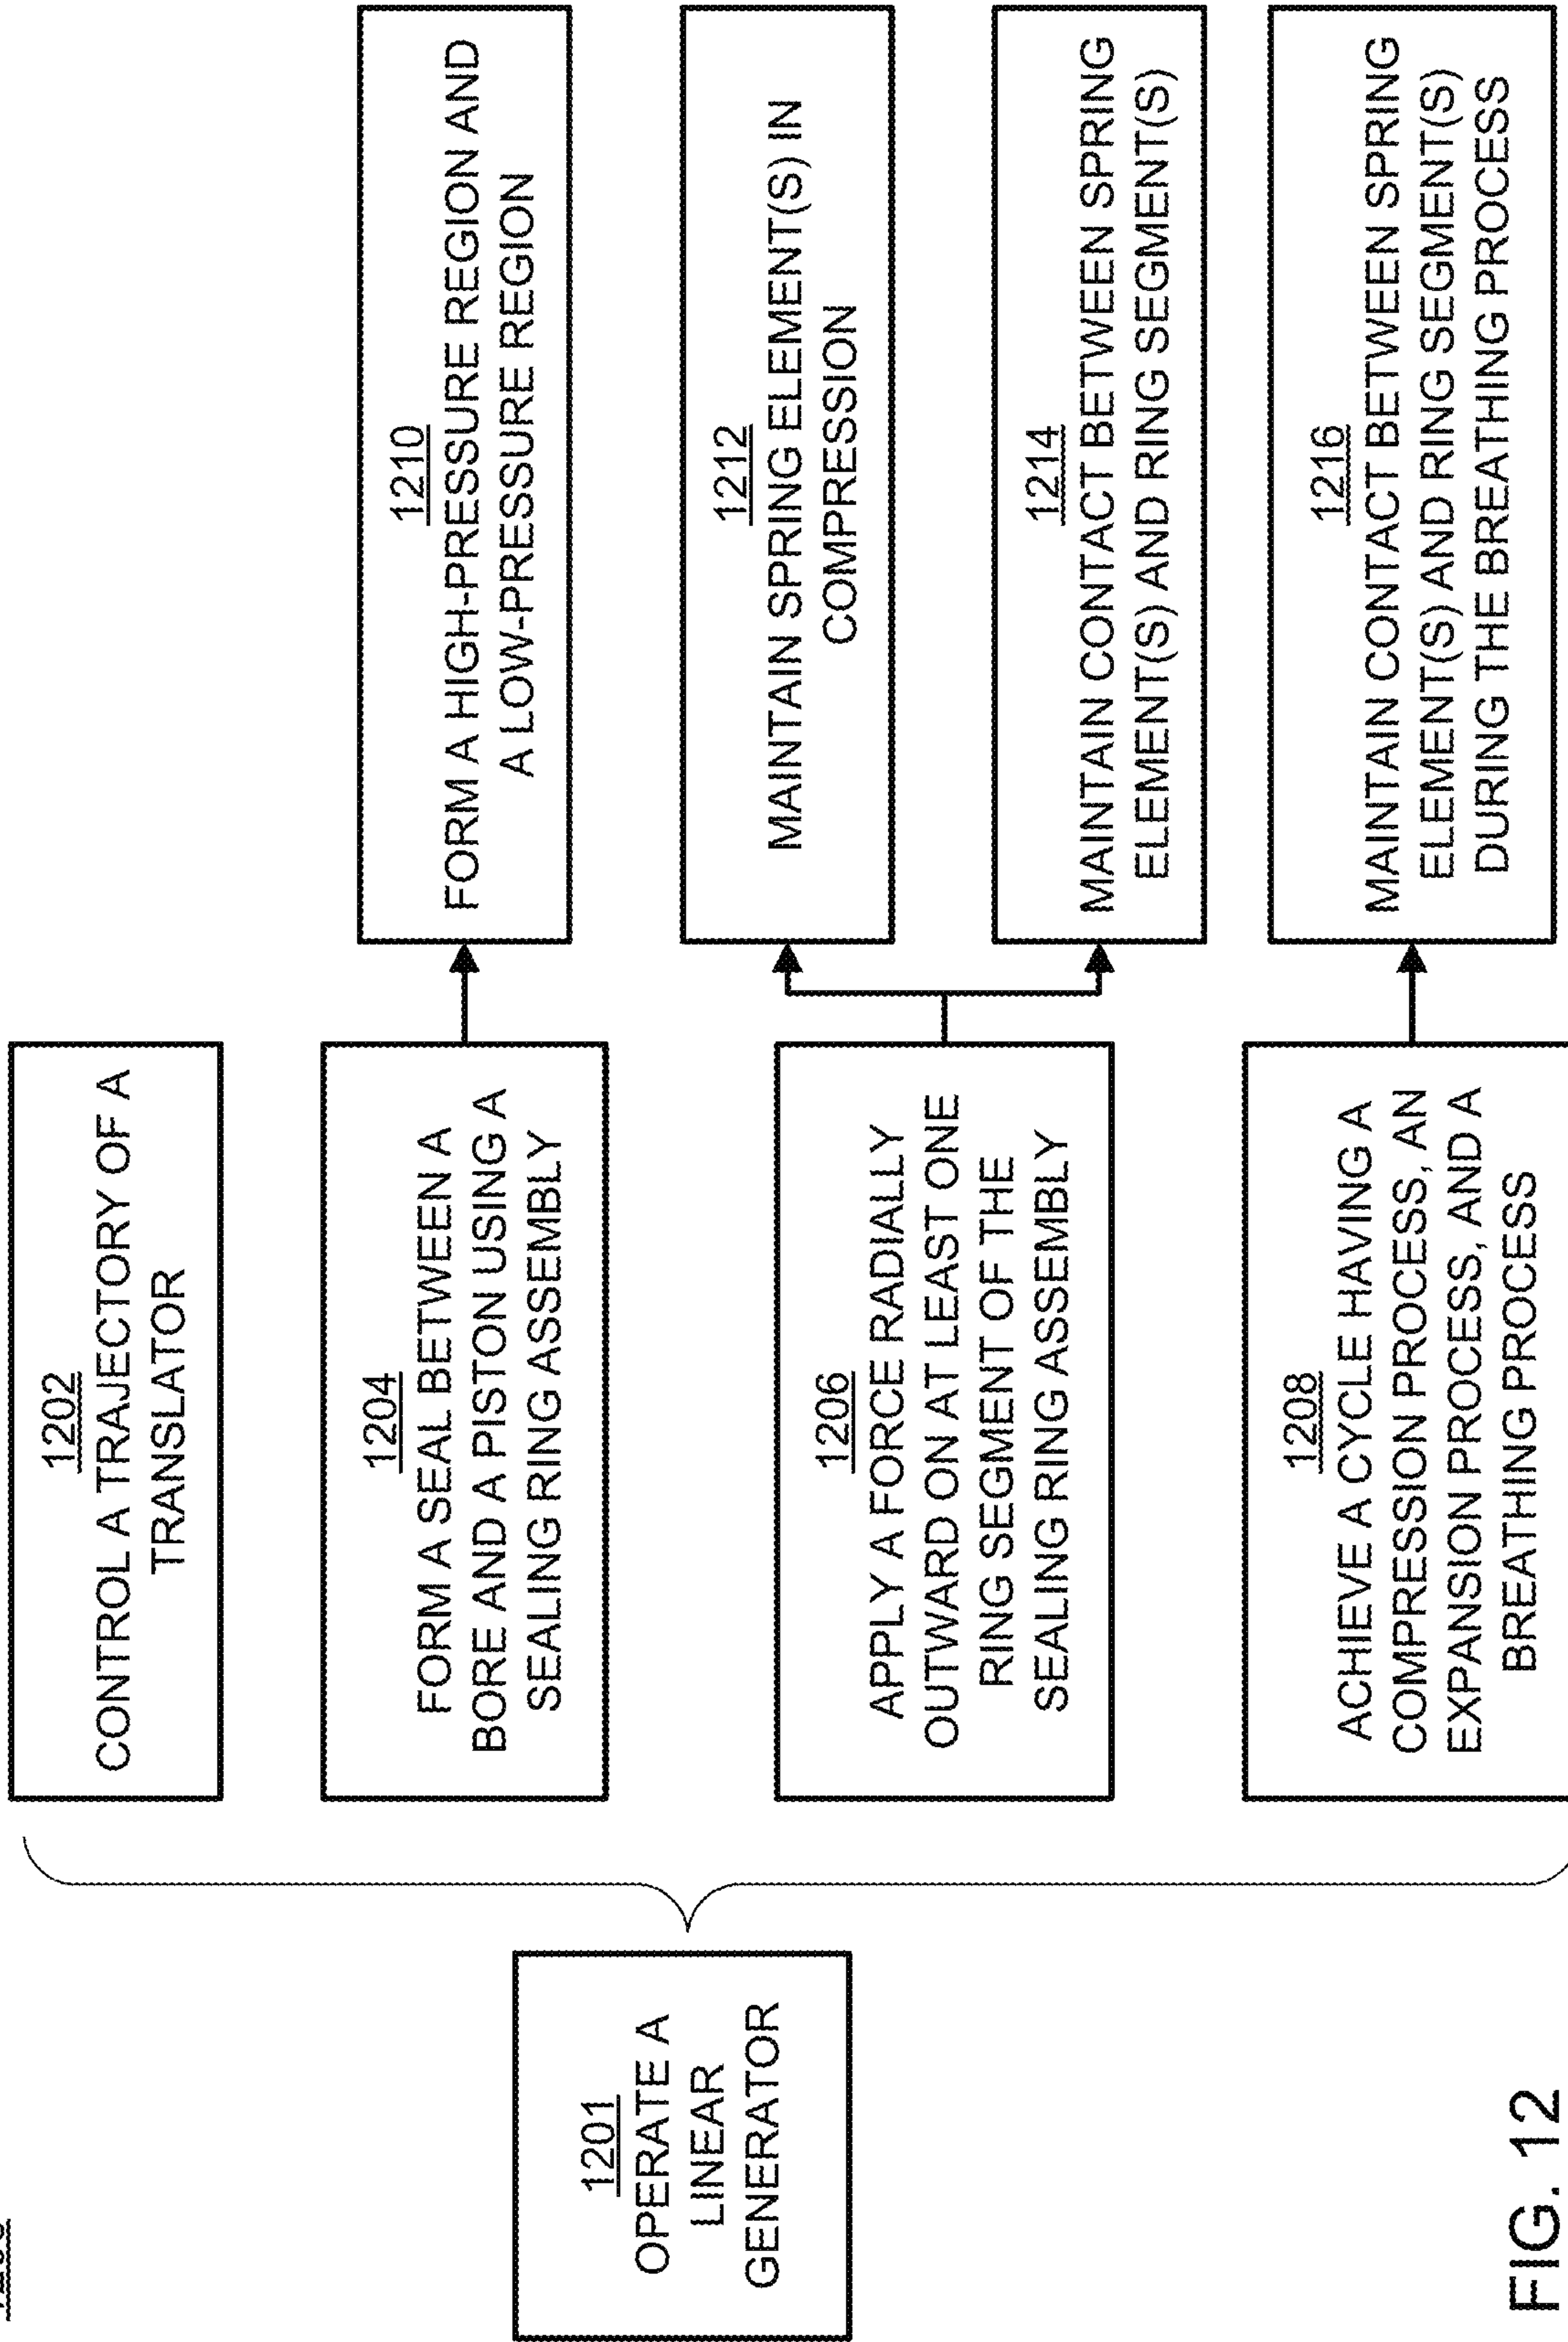 1201
OPERATE A
LINEAR
GENERATOR
1202
CONTROL A TRAJECTORY OF A
TRANSLATOR
1204
FORM A SEAL BETWEEN A
BORE AND A PISTON USING A
SEALING RING ASSEMBLY
1206
APPLY A FORCE RADIALLY
OUTWARD ON AT LEAST ONE
RING SEGMENT OF THE
SEALING RING ASSEMBLY
1208
ACHIEVE A CYCLE HAVING A
COMPRESSION PROCESS, AN
EXPANSION PROCESS, AND A
BREATHING PROCESS
1210
FORM A HIGH-PRESSURE REGION AND
A LOW-PRESSURE REGION
1212
MAINTAIN SPRING ELEMENT(S) IN
COMPRESSION
1214
MAINTAIN CONTACT BETWEEN SPRING
ELEMENT(S) AND RING SEGMENT(S)
1216
MAINTAIN CONTACT BETWEEN SPRING
ELEMENT(S) AND RING SEGMENT(S)
DURING THE BREATHING PROCESS
FIG. 12